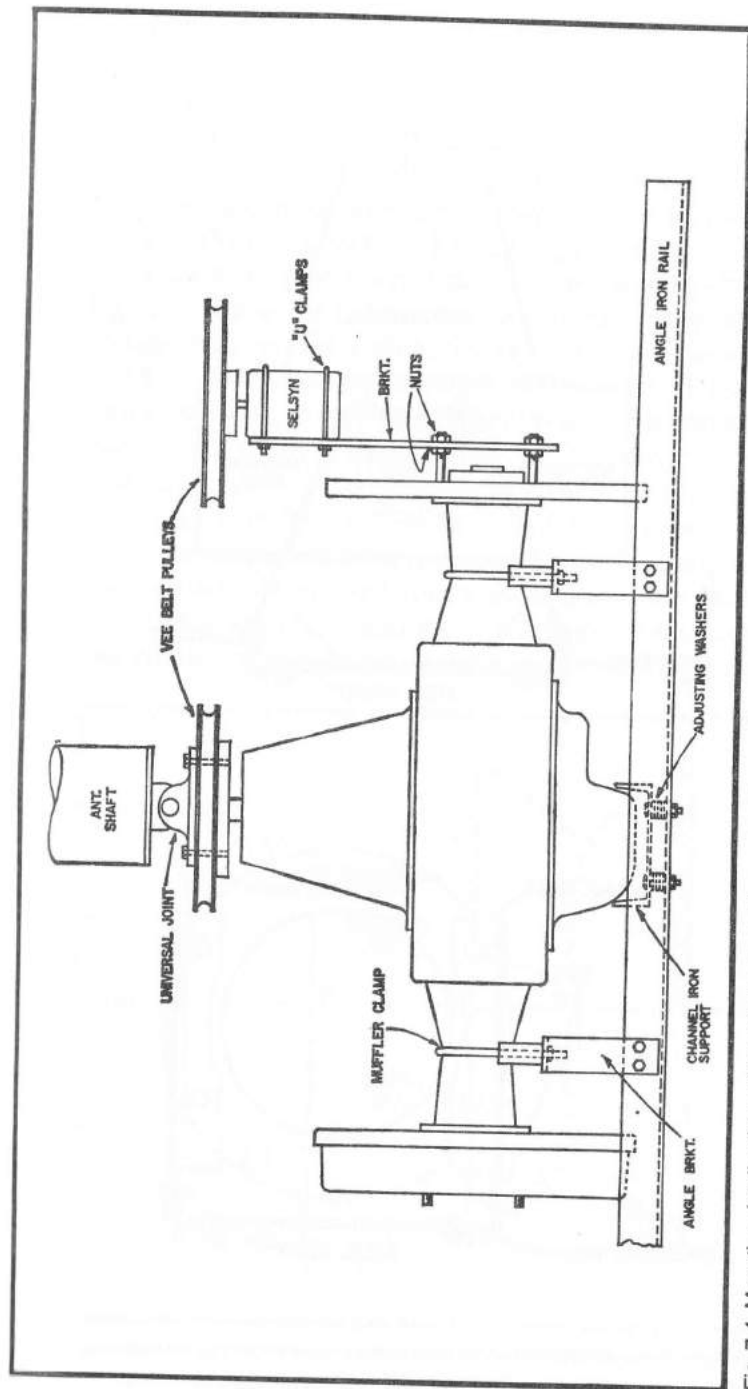 ANT.
SHAFT
UNIVERSAL JOINT
VEE BELT PULLEYS
SELSYN
"U" CLAMPS
BRKT.
NUTS
MUFFLER CLAMP
ANGLE IRON RAIL
ADJUSTING WASHERS
CHANNEL IRON
SUPPORT
ANGLE BRKT.